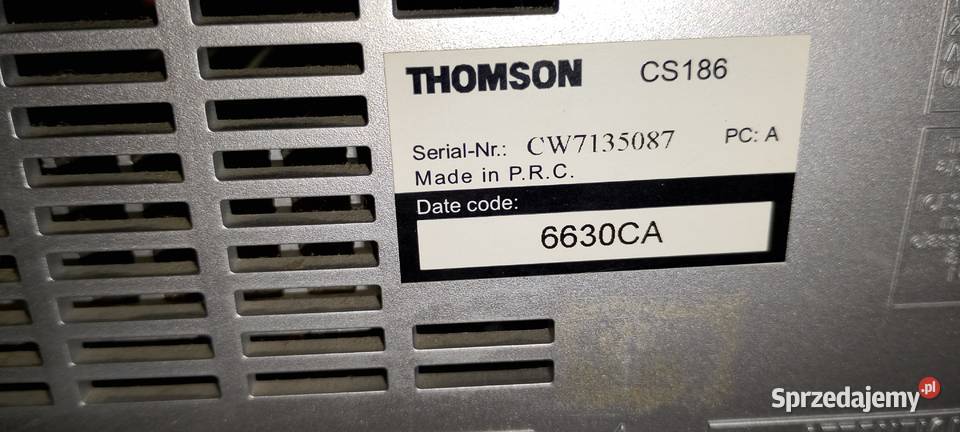 THOMSON CS186
Serial-Nr.: CW7135087 PC: A
Made in P.R.C.
Date code:
6630CA
Sprzedajemy.pl